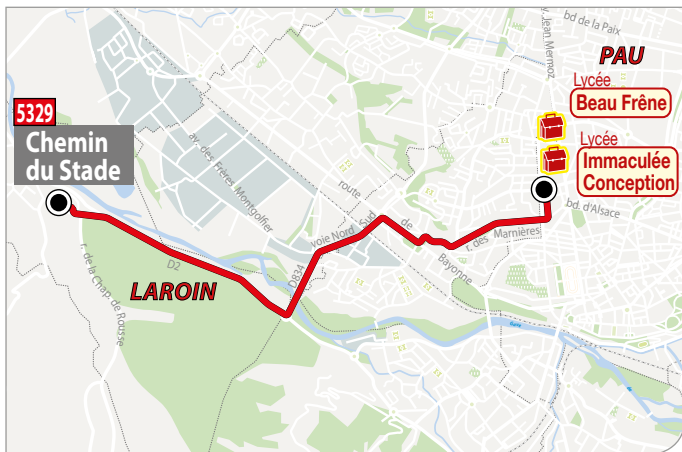 bd de la Paix
av. Jean Mermoz
PAU
Lycée
Beau Frêne
Lycée
Immaculée
Conception
5329
Chemin
du Stade
av. des Frères Montgolfier
route
de
Bayonne
voie Nord Sud
bd. d'Alsace
r. des Marnières
D834
D2
LAROIN
r. de la Chap. de Rousse